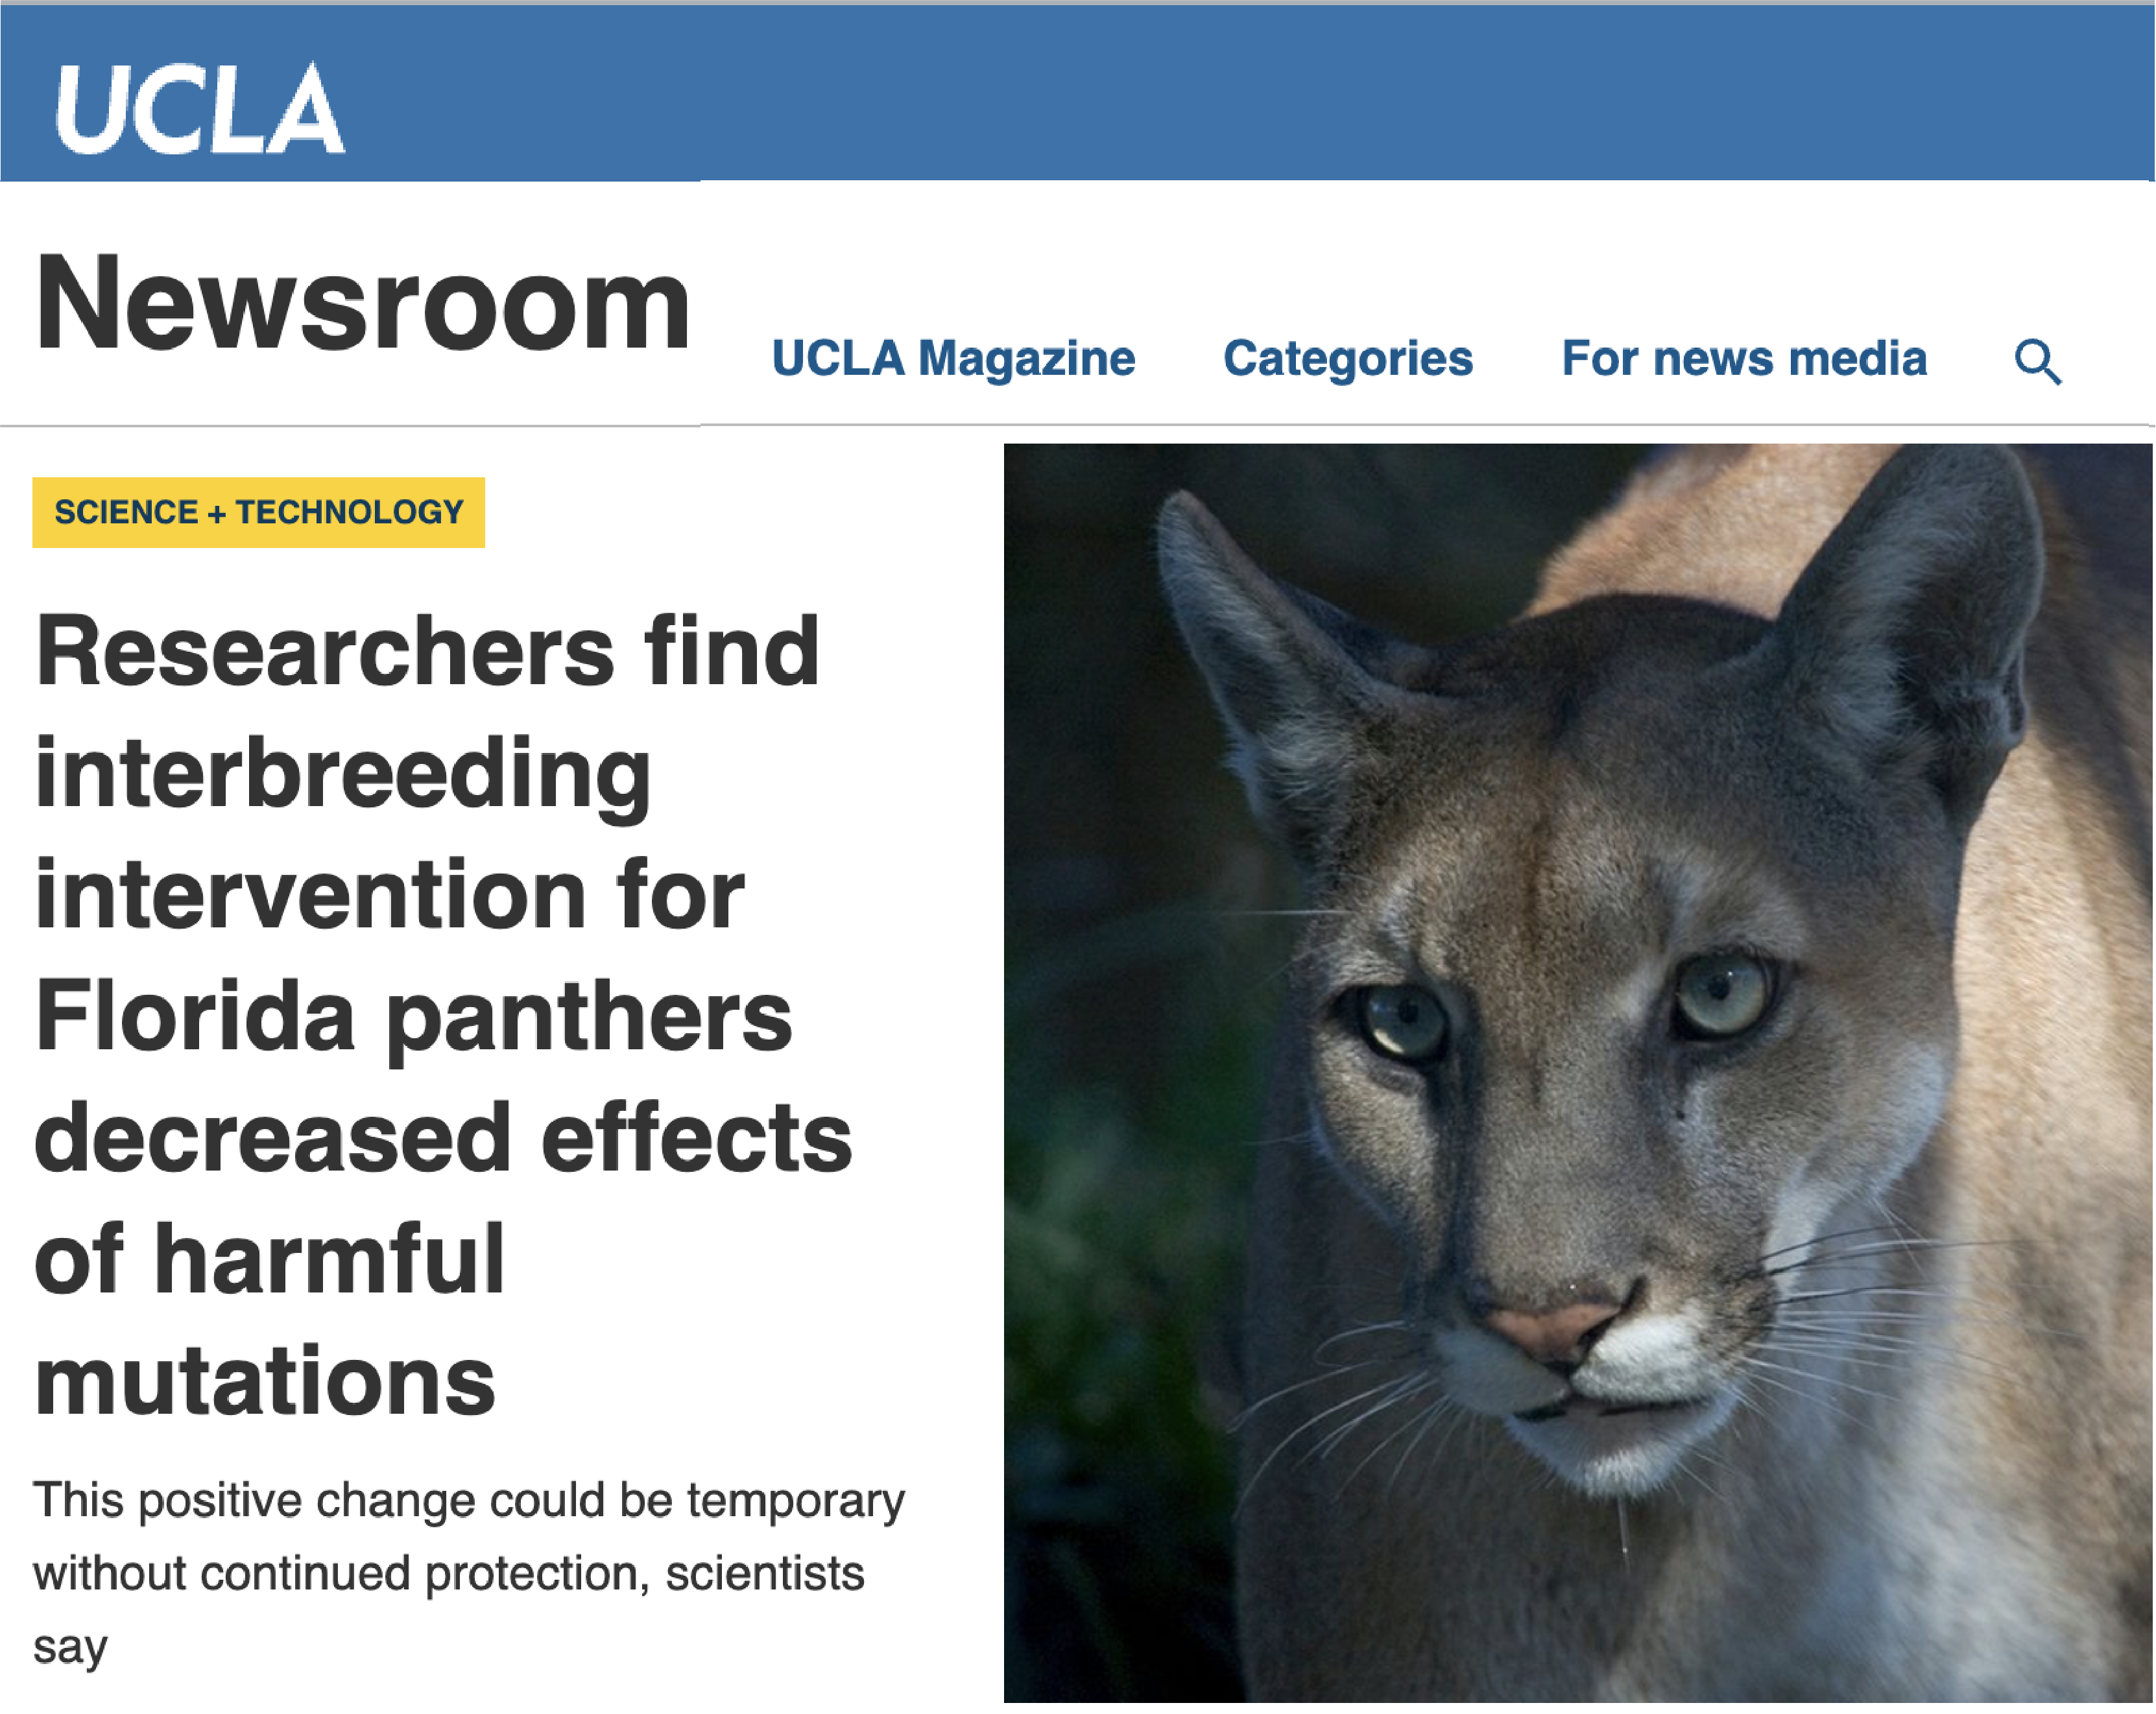 UCLA
Newsroom
UCLA Magazine Categories For news media
SCIENCE + TECHNOLOGY
Researchers find
interbreeding
intervention for
Florida panthers
decreased effects
of harmful
mutations
This positive change could be temporary
without continued protection, scientists
say